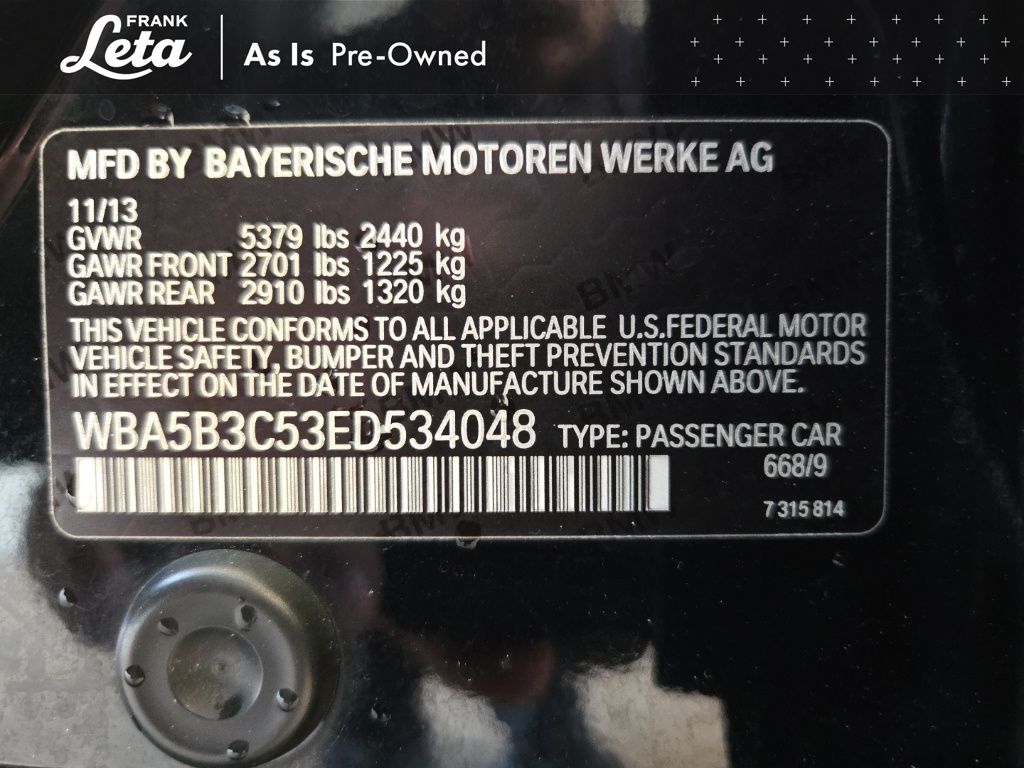 FRANK
Leta
As Is Pre-Owned
MFD BY BAYERISCHE MOTOREN WERKE AG
11/13
GVWR 5379 lbs 2440 kg
GAWR FRONT 2701 lbs 1225 kg
GAWR REAR 2910 lbs 1320 kg
THIS VEHICLE CONFORMS TO ALL APPLICABLE U.S.FEDERAL MOTOR
VEHICLE SAFETY, BUMPER AND THEFT PREVENTION STANDARDS
IN EFFECT ON THE DATE OF MANUFACTURE SHOWN ABOVE.
WBA5B3C53ED534048 TYPE: PASSENGER CAR
668/9
7 315 814